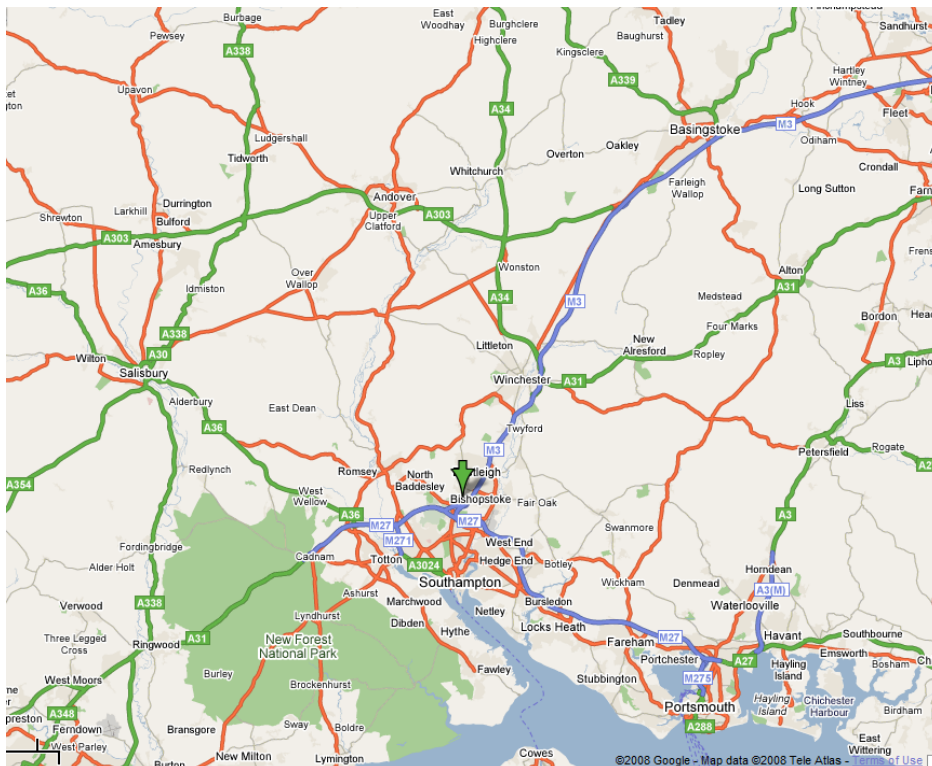 Burbage
East
Woodhay
Burghclere
Highclere
Tadley
Baughurst
Sandhurst
Pewsey
A338
Kingsclere
A339
Hartley
Wintney
Upavon
A34
Hook
Fleet
Basingstoke
M3
Odiham
Ludgershall
Tidworth
Overton
Oakley
Whitchurch
Crondall
Farleigh
Wallop
Long Sutton
Andover
Upper
Clatford
A303
Shrewton
Larkhill
Durrington
Bulford
A303
Amesbury
Wonston
Alton
A31
Over
Wallop
A36
Idmiston
A34
M3
Medstead
Bordon
Four Marks
A338
A30
Littleton
New
Alresford
Ropley
Wilton
Salisbury
A3
Winchester
A31
Alderbury
East Dean
Liss
A36
Twyford
M3
Rogate
Petersfield
Redlynch
Romsey
North
Baddesley
A354
West
Wellow
Bishopstoke
Fair Oak
A36
M27
M27
A3
Swanmore
Fordingbridge
M271
West End
Cadnam
Totton
A3024
Hedge End
Botley
Horndean
Alder Holt
Southampton
Wickham
Denmead
A3(M)
Ashurst
Marchwood
Bursledon
Waterlooville
Verwood
A338
Lyndhurst
Dibden
Netley
Locks Heath
Three Legged
Cross
Ringwood
A31
New Forest
National Park
Hythe
Fareham
M27
Havant
Southbourne
Emsworth
Portchester
A27
Bosham
West Moors
Burley
Brockenhurst
Fawley
Stubbington
M275
Hayling
Island
Hayling
Island
Chichester
Harbour
Birdham
A348
Ferndown
Bransgore
Sway
Boldre
Portsmouth
A288
West Parley
New Milton
Lymington
Cowes
East
Wittering
©2008 Google - Map data ©2008 Tele Atlas - Terms of Use